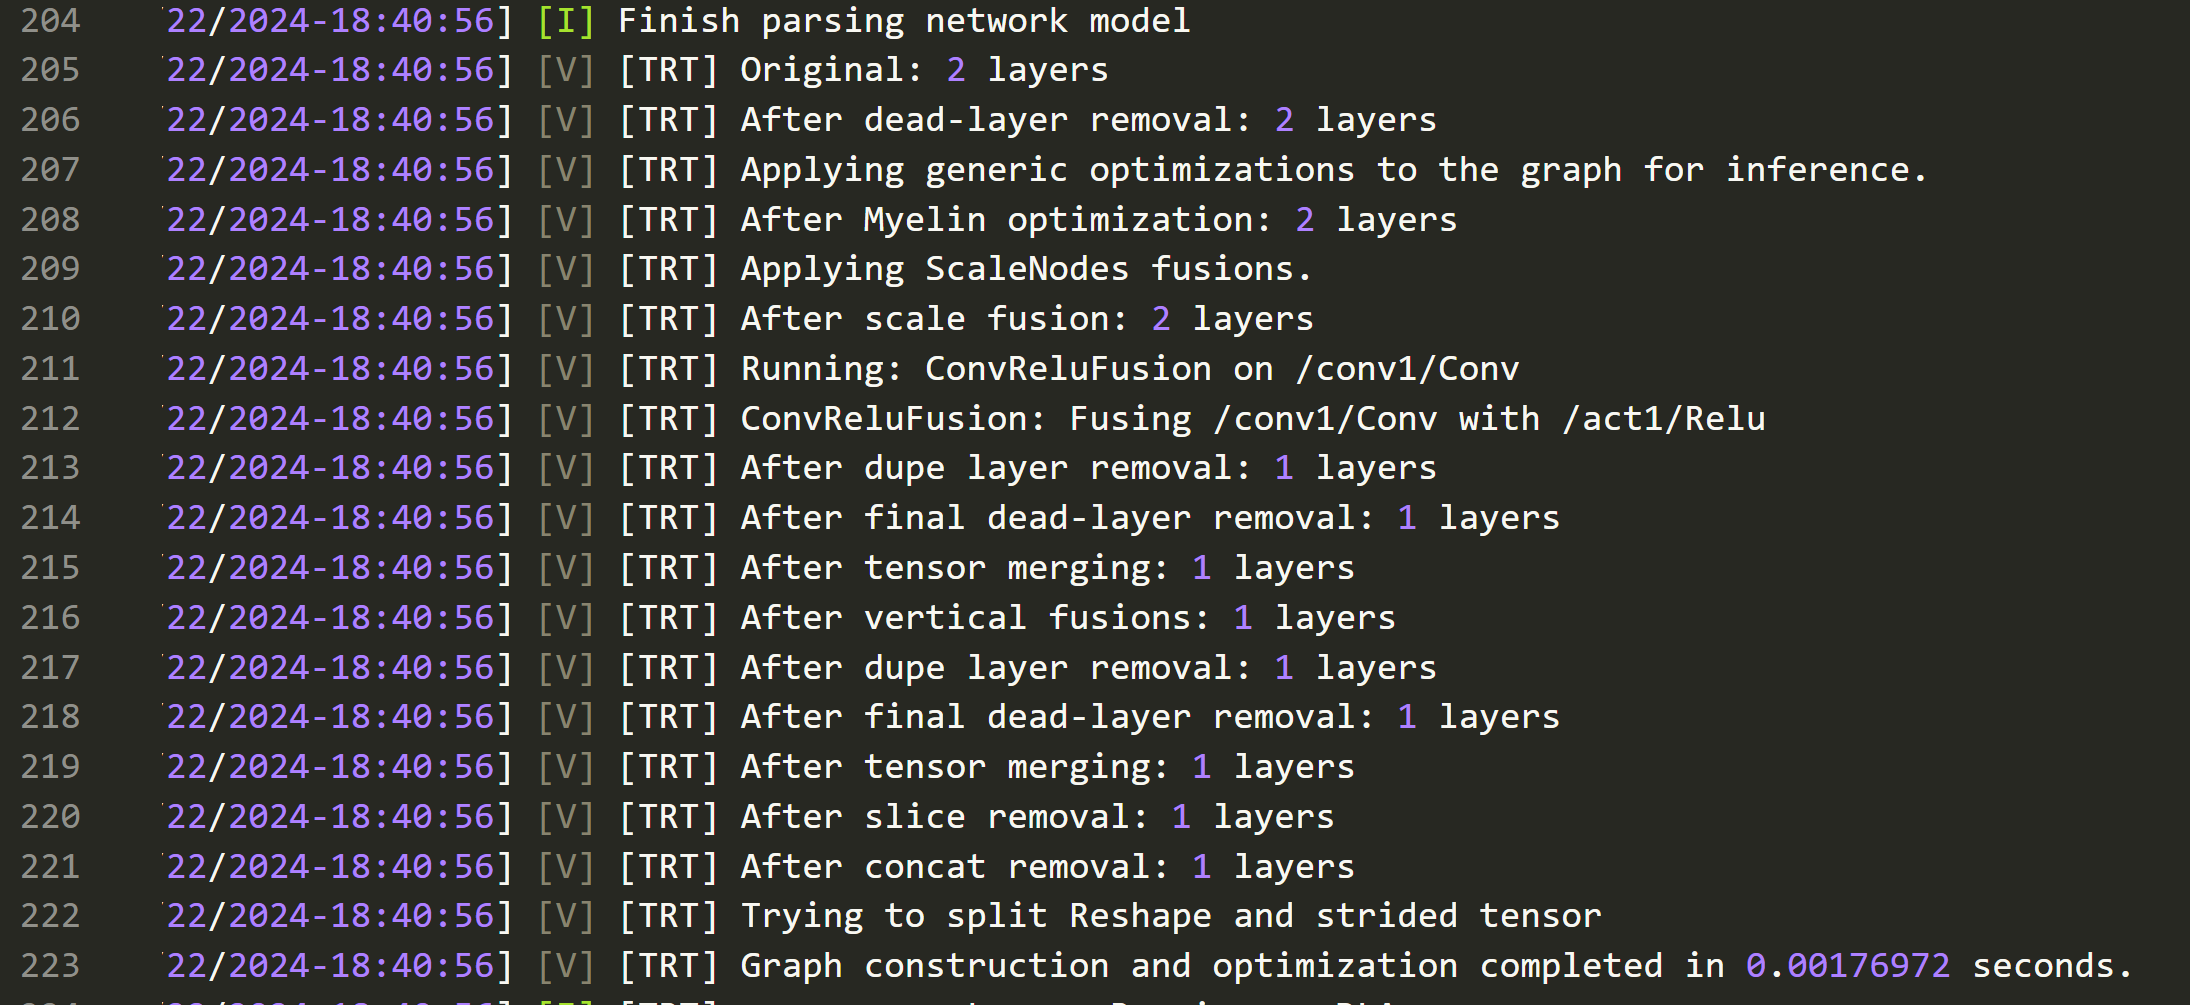 204 '22/2024-18:40:56] [I] Finish parsing network model
205 '22/2024-18:40:56] [V] [TRT] Original: 2 layers
206 '22/2024-18:40:56] [V] [TRT] After dead-layer removal: 2 layers
207 '22/2024-18:40:56] [V] [TRT] Applying generic optimizations to the graph for inference.
208 '22/2024-18:40:56] [V] [TRT] After Myelin optimization: 2 layers
209 '22/2024-18:40:56] [V] [TRT] Applying ScaleNodes fusions.
210 '22/2024-18:40:56] [V] [TRT] After scale fusion: 2 layers
211 '22/2024-18:40:56] [V] [TRT] Running: ConvReluFusion on /conv1/Conv
212 '22/2024-18:40:56] [V] [TRT] ConvReluFusion: Fusing /conv1/Conv with /act1/Relu
213 '22/2024-18:40:56] [V] [TRT] After dupe layer removal: 1 layers
214 '22/2024-18:40:56] [V] [TRT] After final dead-layer removal: 1 layers
215 '22/2024-18:40:56] [V] [TRT] After tensor merging: 1 layers
216 '22/2024-18:40:56] [V] [TRT] After vertical fusions: 1 layers
217 '22/2024-18:40:56] [V] [TRT] After dupe layer removal: 1 layers
218 '22/2024-18:40:56] [V] [TRT] After final dead-layer removal: 1 layers
219 '22/2024-18:40:56] [V] [TRT] After tensor merging: 1 layers
220 '22/2024-18:40:56] [V] [TRT] After slice removal: 1 layers
221 '22/2024-18:40:56] [V] [TRT] After concat removal: 1 layers
222 '22/2024-18:40:56] [V] [TRT] Trying to split Reshape and strided tensor
223 '22/2024-18:40:56] [V] [TRT] Graph construction and optimization completed in 0.00176972 seconds.